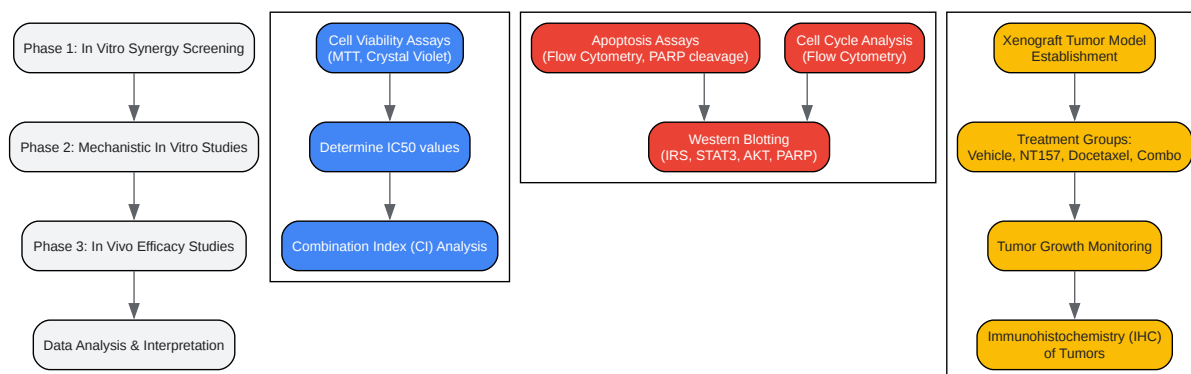 Phase 1: In Vitro Synergy Screening
Phase 2: Mechanistic In Vitro Studies
Phase 3: In Vivo Efficacy Studies
Data Analysis & Interpretation
Cell Viability Assays
(MTT, Crystal Violet)
Determine IC50 values
Combination Index (CI) Analysis
Apoptosis Assays
(Flow Cytometry, PARP cleavage)
Cell Cycle Analysis
(Flow Cytometry)
Western Blotting
(IRS, STAT3, AKT, PARP)
Xenograft Tumor Model
Establishment
Treatment Groups:
Vehicle, NT157, Docetaxel, Combo
Tumor Growth Monitoring
Immunohistochemistry (IHC)
of Tumors